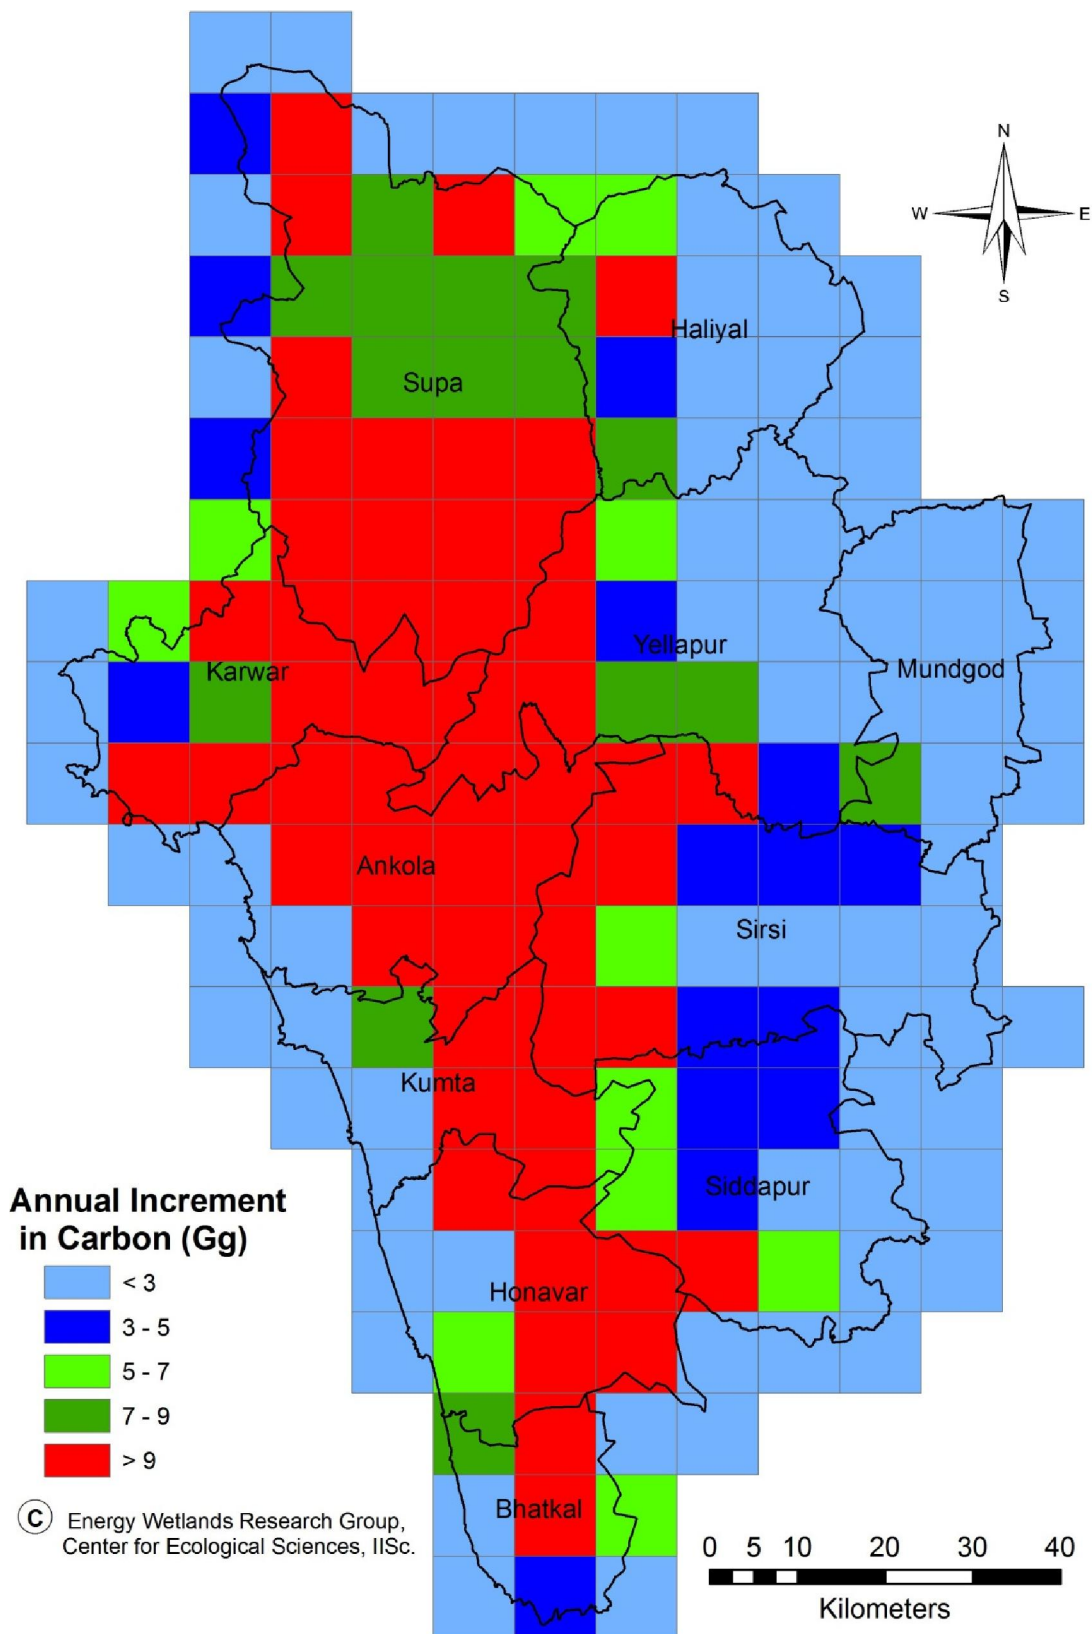 N
W E
S
Haliyal
Supa
Yellapur
Mundgod
Karwar
Ankola
Sirsi
Kumta
Siddapur
Honavar
Bhatkal
Annual Increment
in Carbon (Gg)
< 3
3 - 5
5 - 7
7 - 9
> 9
C Energy Wetlands Research Group,
Center for Ecological Sciences, IISc.
0 5 10 20 30 40
Kilometers